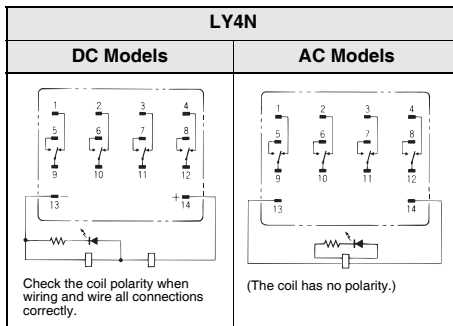 LY4N
DC Models
AC Models
1 2 3 4
5 6 7 8
9 10 11 12
13 − + 14
Check the coil polarity when
wiring and wire all connections
correctly.
1 2 3 4
5 6 7 8
9 10 11 12
13 14
(The coil has no polarity.)